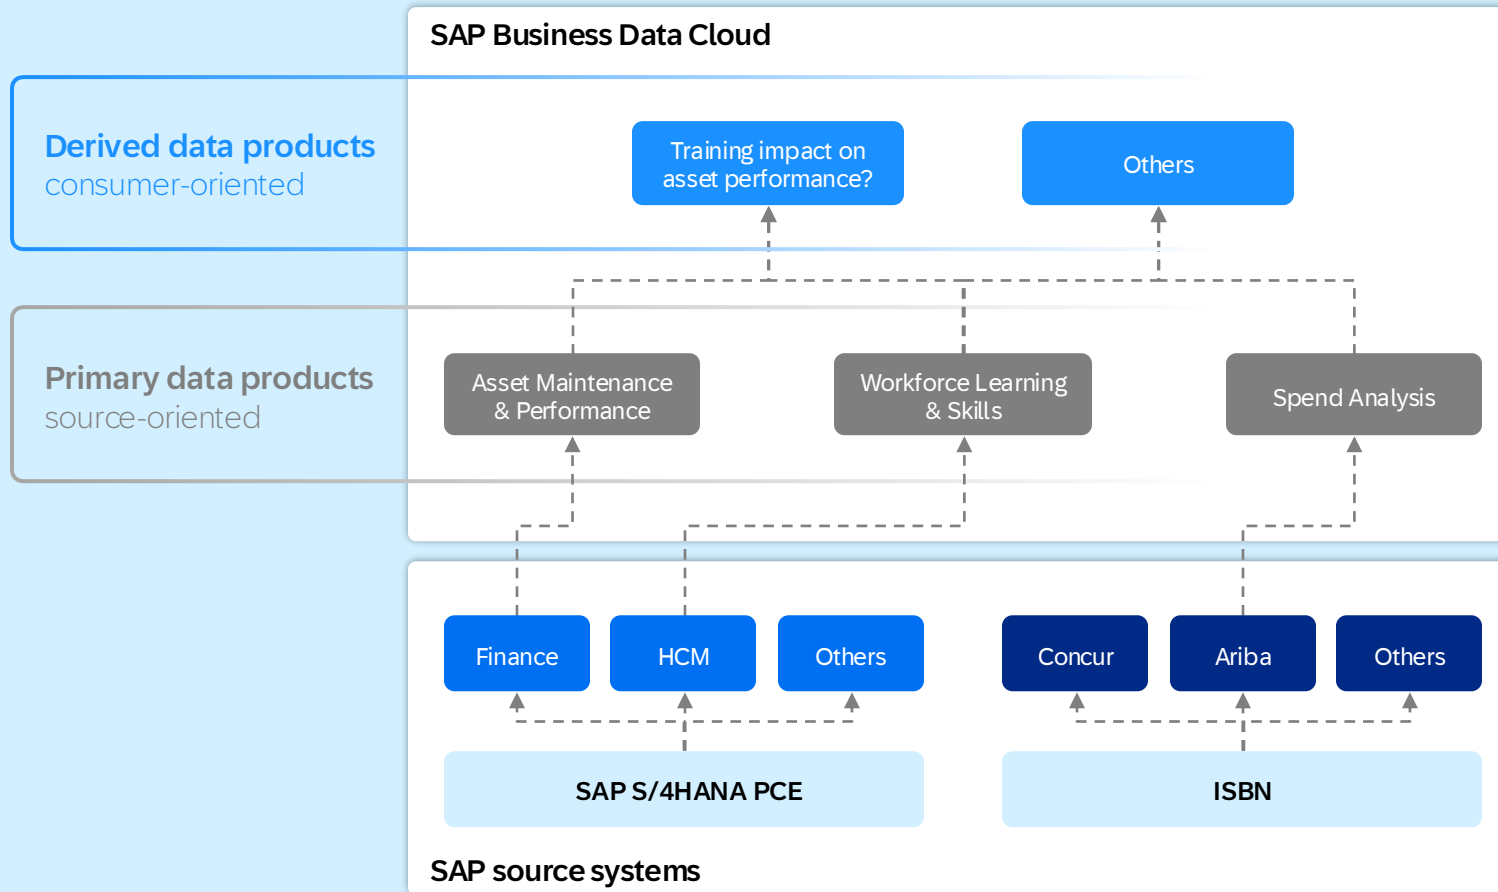 SAP Business Data Cloud
Derived data products
consumer-oriented
Training impact on
asset performance?
Others
Primary data products
source-oriented
Asset Maintenance
& Performance
Workforce Learning
& Skills
Spend Analysis
Finance
HCM
Others
Concur
Ariba
Others
SAP S/4HANA PCE
ISBN
SAP source systems